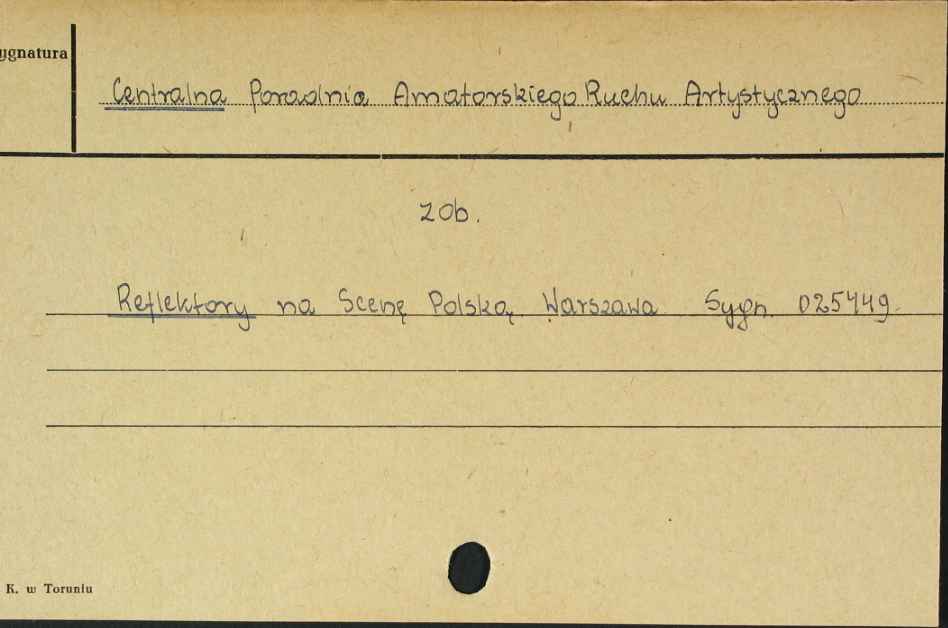 ygnatura
Centralna Poradnia Amatorskiego Ruchu Artystycznego
zob.
Reflektory na Scenę Polską. Warszawa Sygn. 025449.
K. w Toruniu